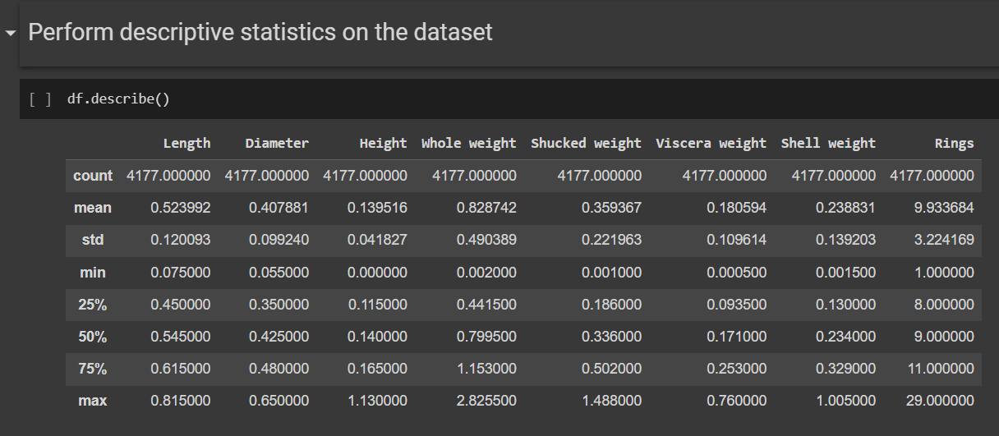 Perform descriptive statistics on the dataset
[ ] df.describe()
Length Diameter Height Whole weight Shucked weight Viscera weight Shell weight Rings
count 4177.000000 4177.000000 4177.000000 4177.000000 4177.000000 4177.000000 4177.000000 4177.000000
mean 0.523992 0.407881 0.139516 0.828742 0.359367 0.180594 0.238831 9.933684
std 0.120093 0.099240 0.041827 0.490389 0.221963 0.109614 0.139203 3.224169
min 0.075000 0.055000 0.000000 0.002000 0.001000 0.000500 0.001500 1.000000
25% 0.450000 0.350000 0.115000 0.441500 0.186000 0.093500 0.130000 8.000000
50% 0.545000 0.425000 0.140000 0.799500 0.336000 0.171000 0.234000 9.000000
75% 0.615000 0.480000 0.165000 1.153000 0.502000 0.253000 0.329000 11.000000
max 0.815000 0.650000 1.130000 2.825500 1.488000 0.760000 1.005000 29.000000